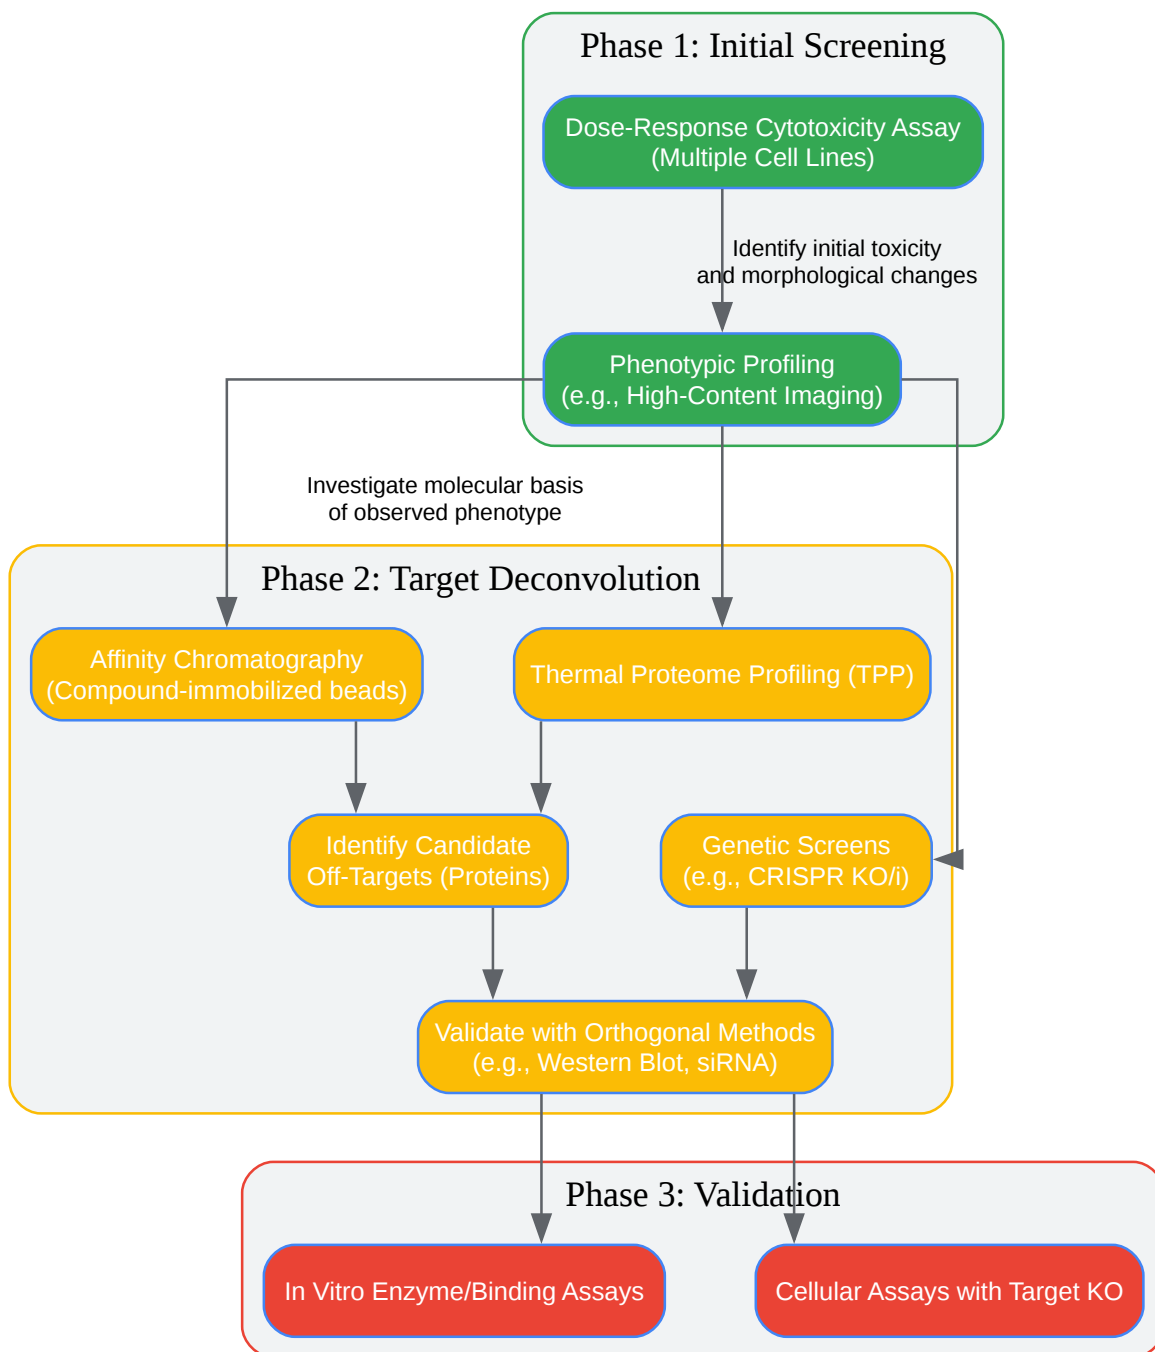 Phase 1: Initial Screening
Dose-Response Cytotoxicity Assay
(Multiple Cell Lines)
Identify initial toxicity
and morphological changes
Phenotypic Profiling
(e.g., High-Content Imaging)
Investigate molecular basis
of observed phenotype
Phase 2: Target Deconvolution
Affinity Chromatography
(Compound-immobilized beads)
Thermal Proteome Profiling (TPP)
Identify Candidate
Off-Targets (Proteins)
Genetic Screens
(e.g., CRISPR KO/i)
Validate with Orthogonal Methods
(e.g., Western Blot, siRNA)
Phase 3: Validation
In Vitro Enzyme/Binding Assays
Cellular Assays with Target KO